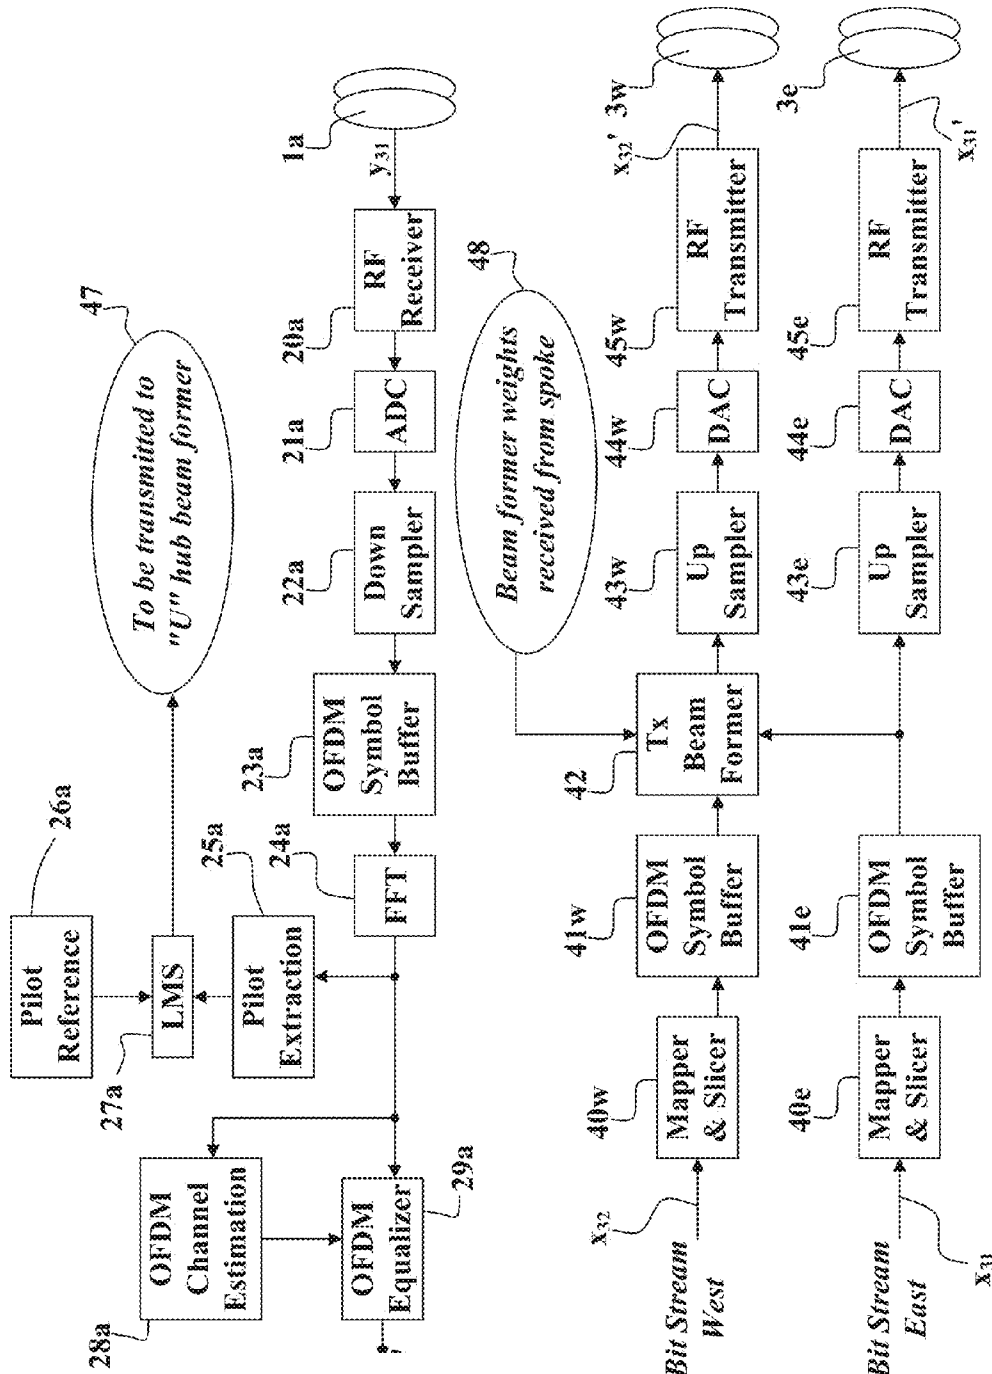 26a
Pilot
Reference
LMS
27a
Pilot
Extraction
25a
47
To be transmitted to
"U" hub beam former
28a
OFDM
Channel
Estimation
OFDM
Equalizer
29a
FFT
24a
23a
OFDM
Symbol
Buffer
22a
Down
Sampler
21a
ADC
20a
RF
Receiver
y31
1a
48
Beam former weights
received from spoke
Bit Stream
West
x32
40w
Mapper
& Slicer
41w
OFDM
Symbol
Buffer
42
Tx
Beam
Former
43w
Up
Sampler
44w
DAC
45w
RF
Transmitter
x32'
3w
Bit Stream
East
x31
40e
Mapper
& Slicer
41e
OFDM
Symbol
Buffer
43e
Up
Sampler
44e
DAC
45e
RF
Transmitter
x31'
3e